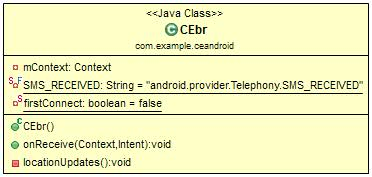 <<Java Class>>
CEbr
com.example.ceandroid
mContext: Context
SMS_RECEIVED: String = "android.provider.Telephony.SMS_RECEIVED"
firstConnect: boolean = false
CEbr()
onReceive(Context,Intent):void
locationUpdates():void